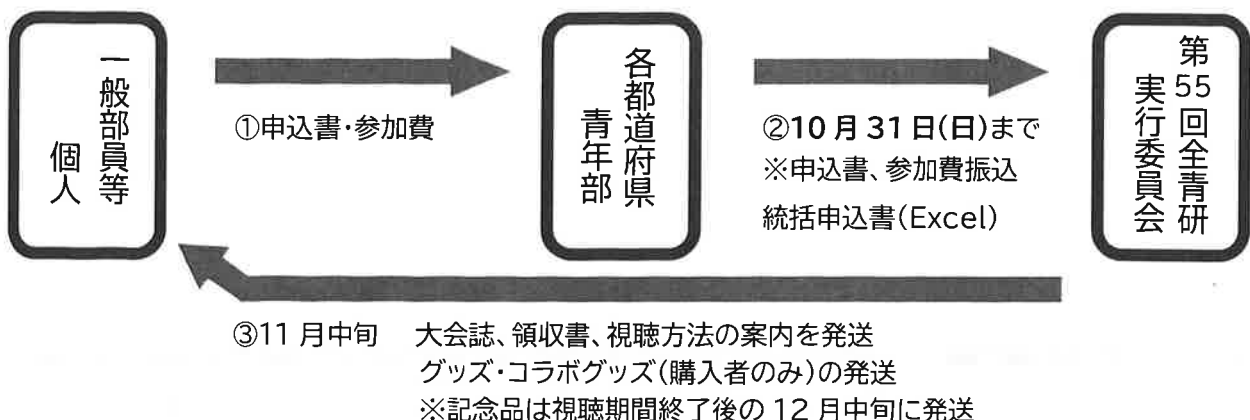 一般部員等
個人
①申込書・参加費
各都道府県
青年部
②10月31日(日)まで
※申込書、参加費振込
統括申込書(Excel)
第55回全青研
実行委員会
③11月中旬 大会誌、領収書、視聴方法の案内を発送
グッズ・コラボグッズ(購入者のみ)の発送
※記念品は視聴期間終了後の12月中旬に発送